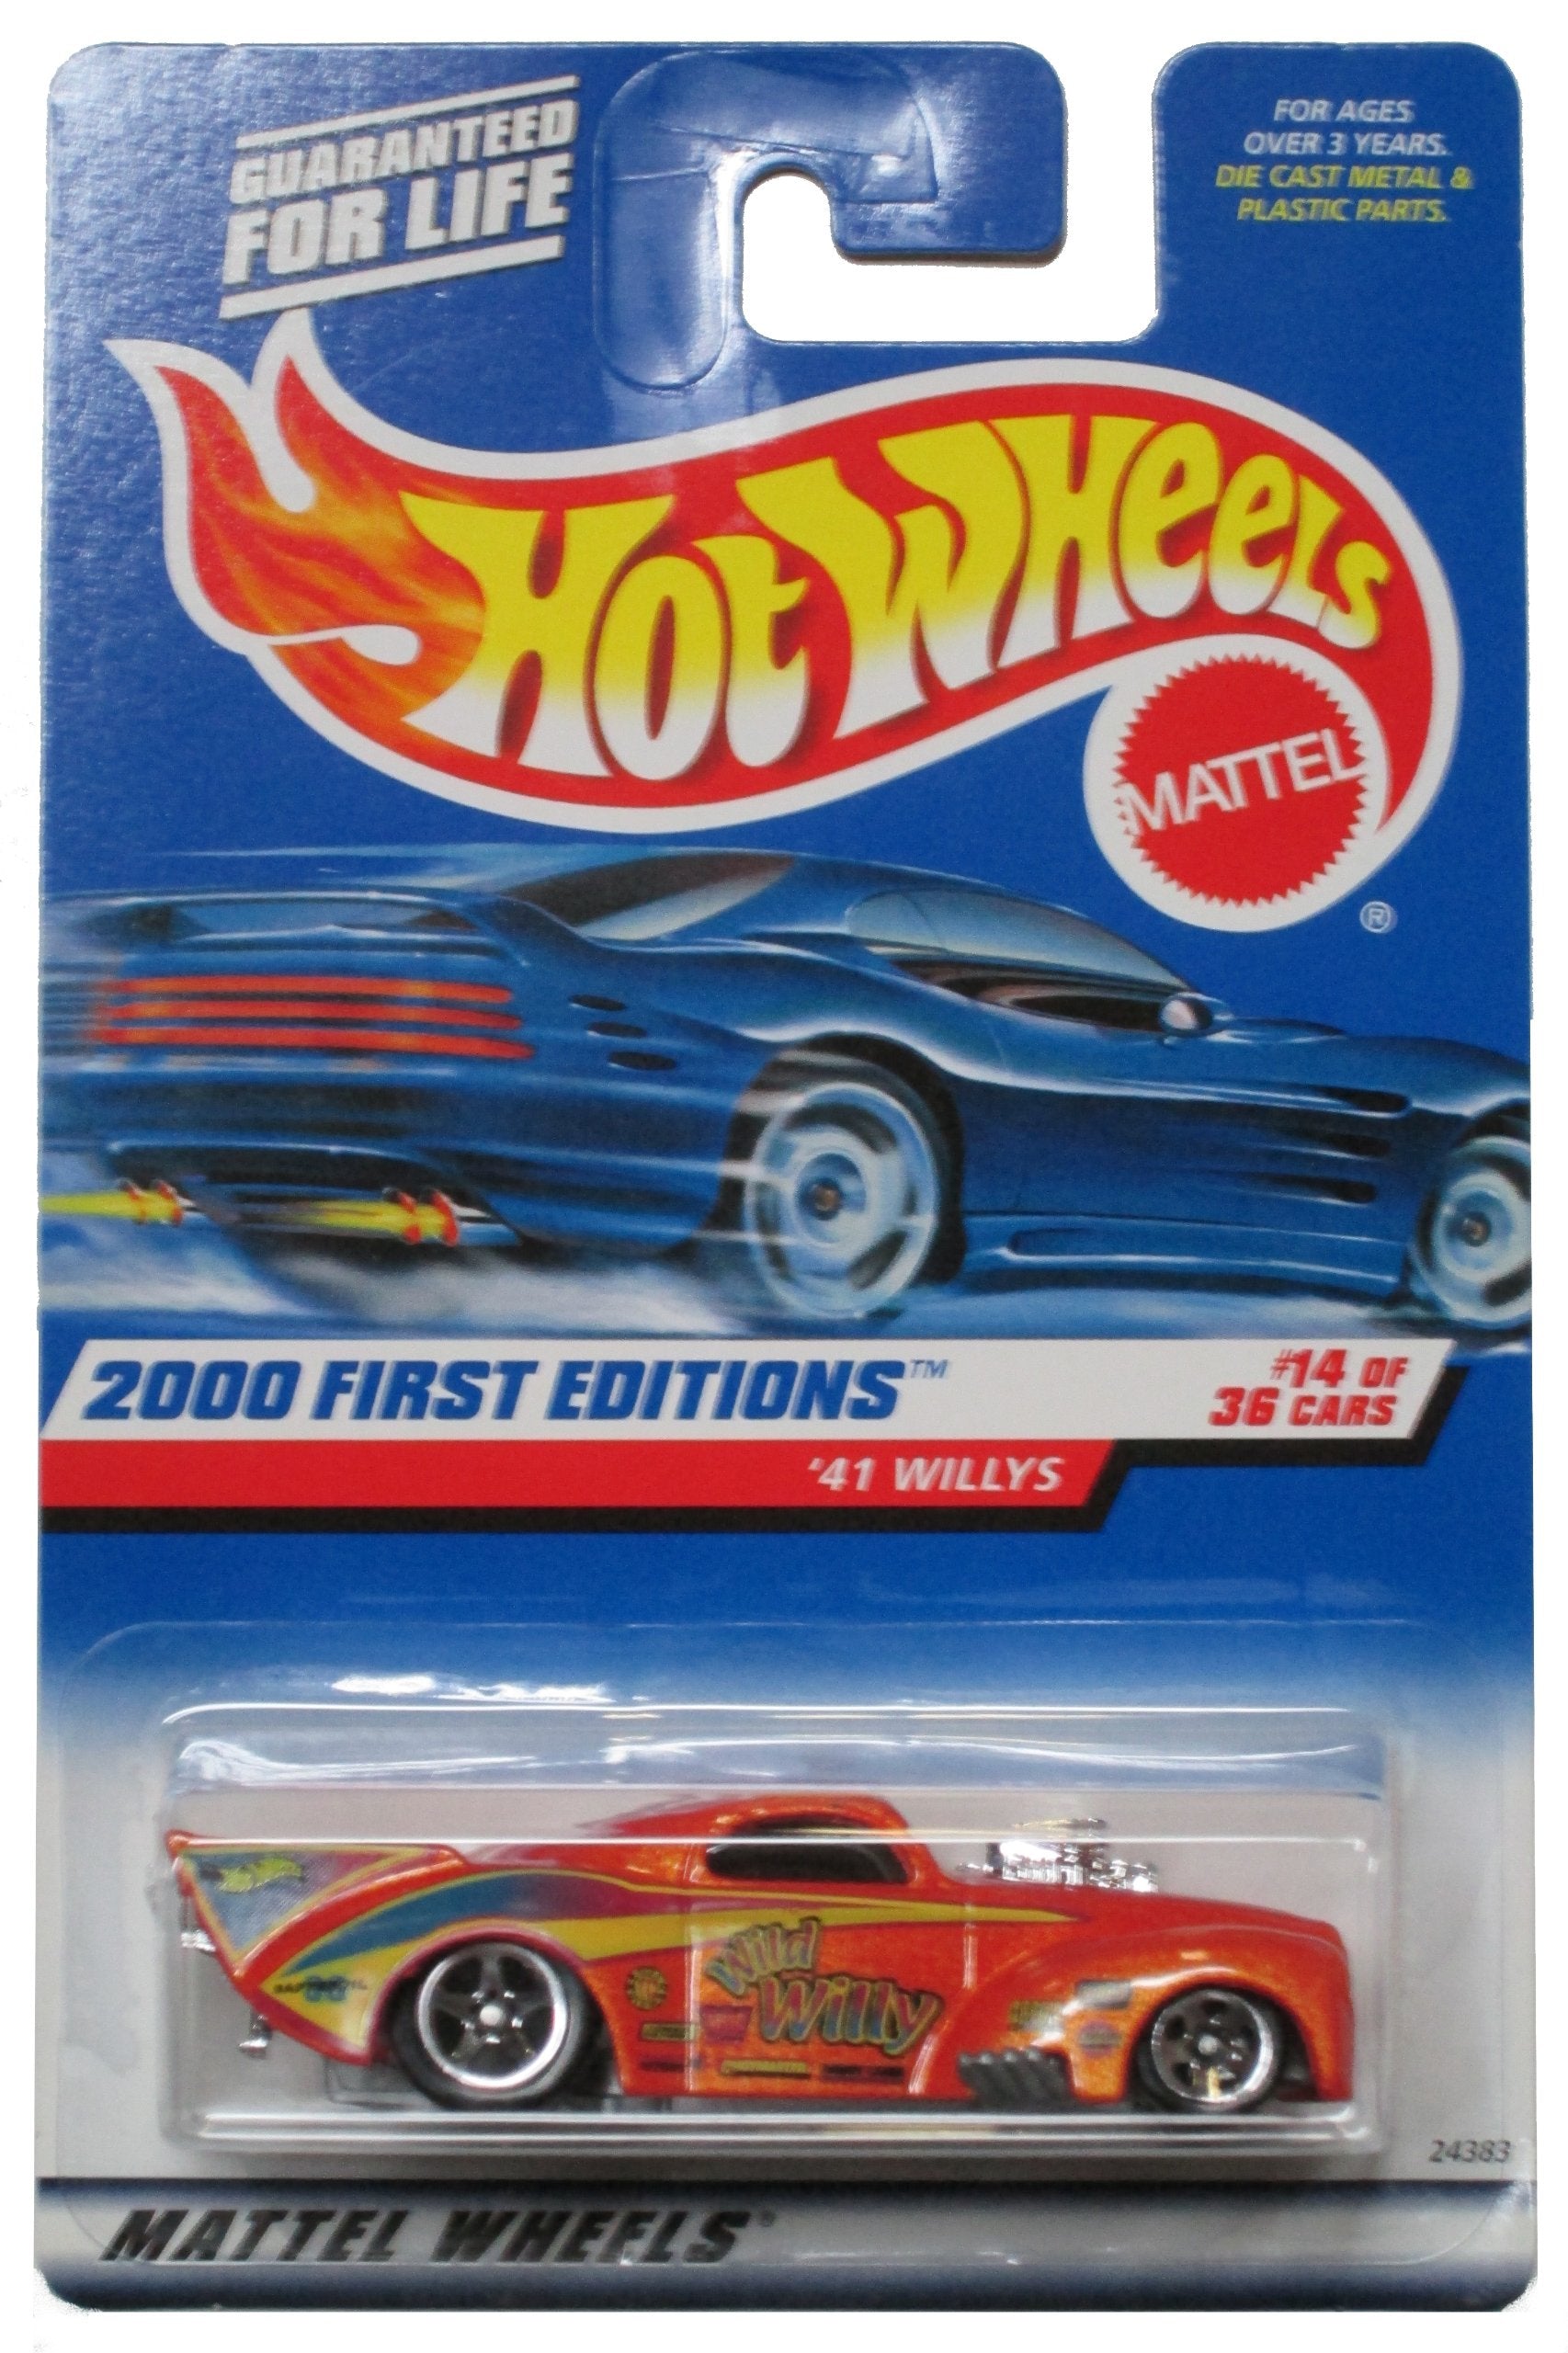 GUARANTEED
FOR LIFE
FOR AGES
OVER 3 YEARS.
DIE CAST METAL &
PLASTIC PARTS.
HOT WHEELS
MATTEL
®
2000 FIRST EDITIONS™
#14 OF
36 CARS
'41 WILLYS
Wild
Willy
24383
MATTEL WHEELS®